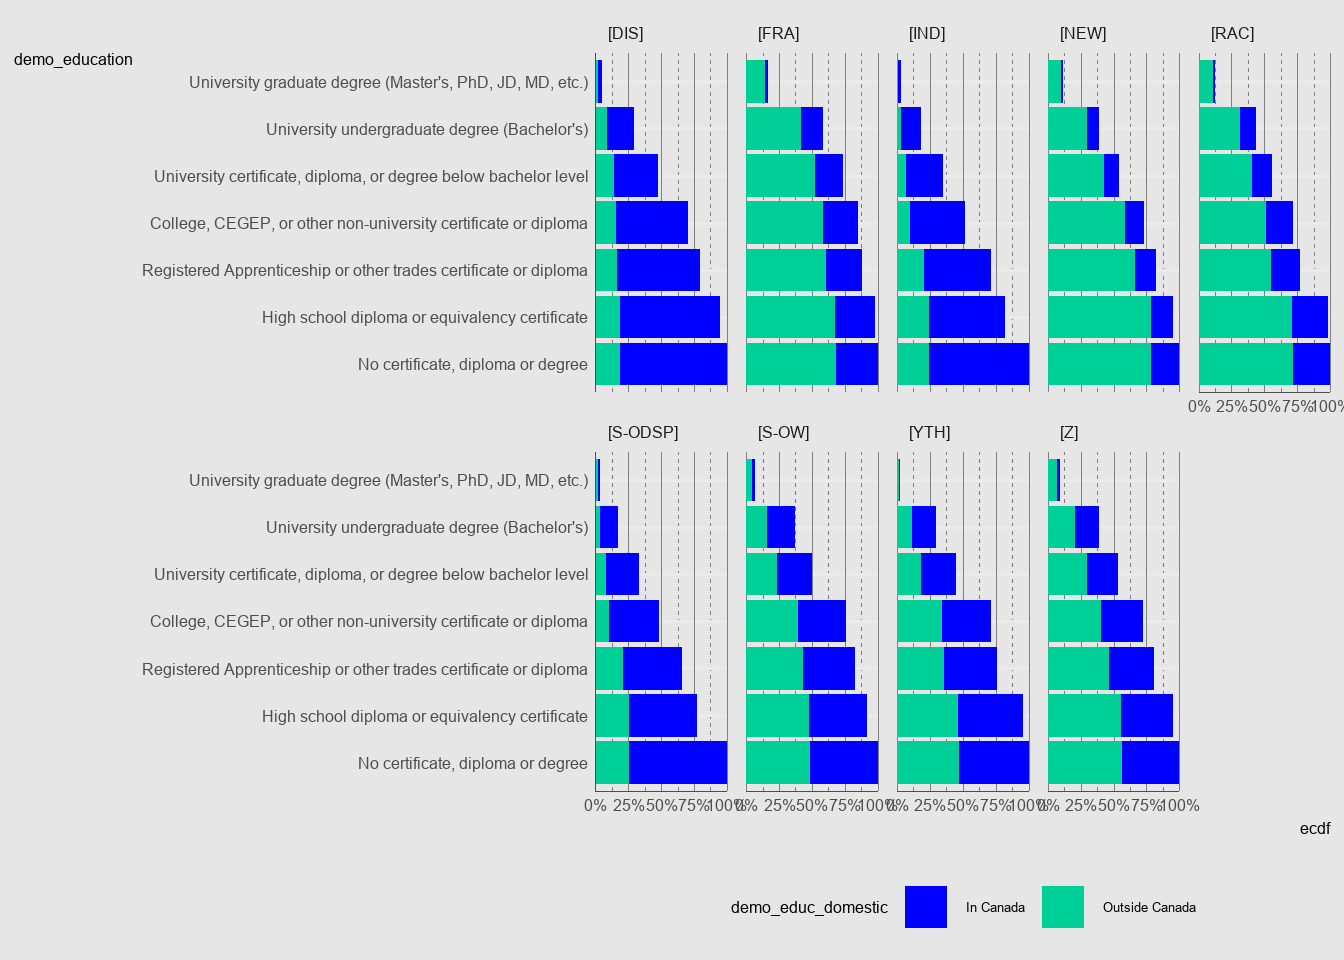 [DIS] [FRA] [IND] [NEW] [RAC]
demo_education
University graduate degree (Master's, PhD, JD, MD, etc.)
University undergraduate degree (Bachelor's)
University certificate, diploma, or degree below bachelor level
College, CEGEP, or other non-university certificate or diploma
Registered Apprenticeship or other trades certificate or diploma
High school diploma or equivalency certificate
No certificate, diploma or degree
0% 25% 50% 75% 100%
[S-ODSP] [S-OW] [YTH] [Z]
University graduate degree (Master's, PhD, JD, MD, etc.)
University undergraduate degree (Bachelor's)
University certificate, diploma, or degree below bachelor level
College, CEGEP, or other non-university certificate or diploma
Registered Apprenticeship or other trades certificate or diploma
High school diploma or equivalency certificate
No certificate, diploma or degree
0% 25% 50% 75% 100% 0% 25% 50% 75% 100% 0% 25% 50% 75% 100% 0% 25% 50% 75% 100%
ecdf
demo_educ_domestic In Canada Outside Canada